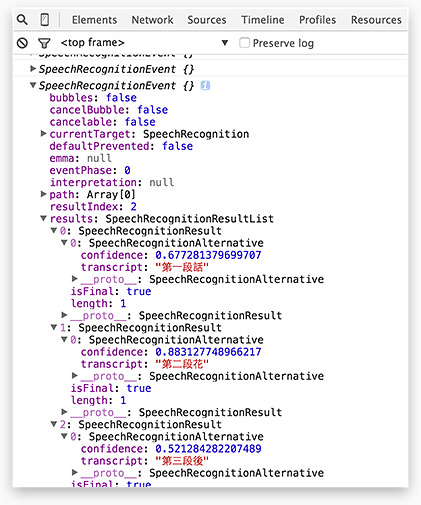 Elements Network Sources Timeline Profiles Resources
<top frame> ▼ Preserve log
SpeechRecognitionEvent {}
▶ SpeechRecognitionEvent {}
▼ SpeechRecognitionEvent {} i
bubbles: false
cancelBubble: false
cancelable: false
▶ currentTarget: SpeechRecognition
defaultPrevented: false
emma: null
eventPhase: 0
interpretation: null
▶ path: Array[0]
resultIndex: 2
▼ results: SpeechRecognitionResultList
▼ 0: SpeechRecognitionResult
▼ 0: SpeechRecognitionAlternative
confidence: 0.677281379699707
transcript: "第一段話"
▶ __proto__: SpeechRecognitionAlternative
isFinal: true
length: 1
▶ __proto__: SpeechRecognitionResult
▼ 1: SpeechRecognitionResult
▼ 0: SpeechRecognitionAlternative
confidence: 0.883127748966217
transcript: "第二段花"
▶ __proto__: SpeechRecognitionAlternative
isFinal: true
length: 1
▶ __proto__: SpeechRecognitionResult
▼ 2: SpeechRecognitionResult
▼ 0: SpeechRecognitionAlternative
confidence: 0.521284282207489
transcript: "第三段後"
▶ __proto__: SpeechRecognitionAlternative
isFinal: true